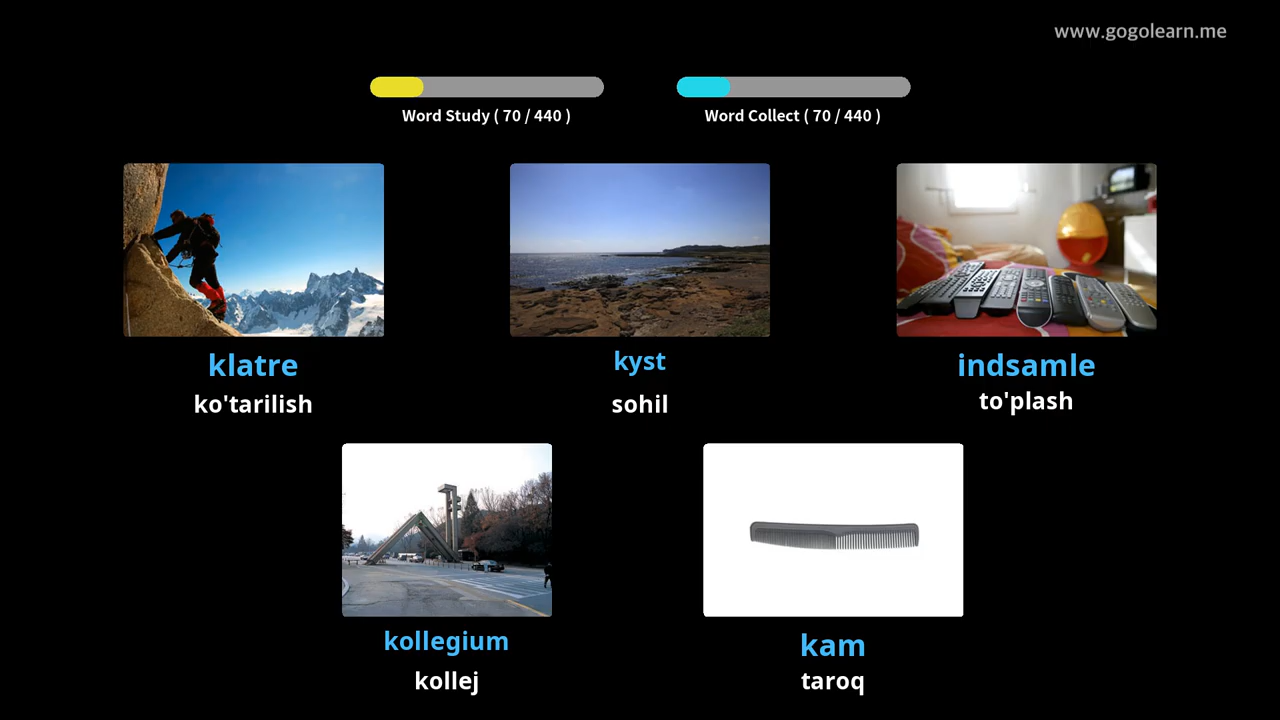 www.gogolearn.me
Word Study ( 70 / 440 )
Word Collect ( 70 / 440 )
klatre
ko'tarilish
kyst
sohil
indsamle
to'plash
kollegium
kollej
kam
taroq